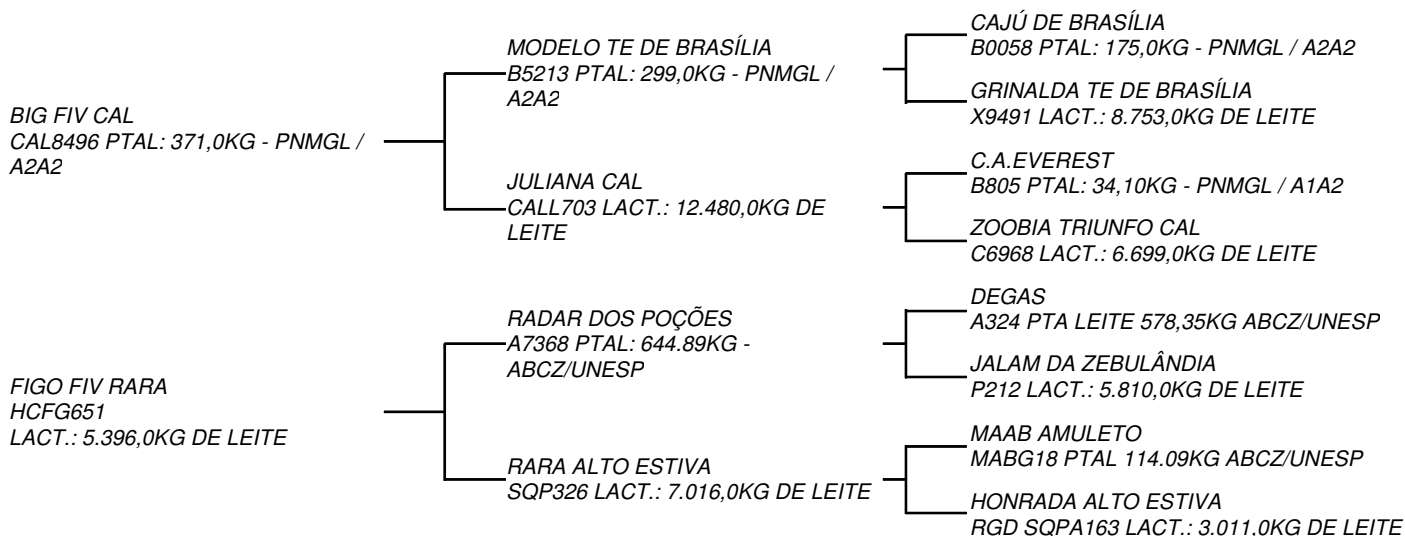 BIG FIV CAL
CAL8496 PTAL: 371,0KG - PNMGL /
A2A2
MODELO TE DE BRASÍLIA
B5213 PTAL: 299,0KG - PNMGL /
A2A2
CAJÚ DE BRASÍLIA
B0058 PTAL: 175,0KG - PNMGL / A2A2
GRINALDA TE DE BRASÍLIA
X9491 LACT.: 8.753,0KG DE LEITE
JULIANA CAL
CALL703 LACT.: 12.480,0KG DE
LEITE
C.A.EVEREST
B805 PTAL: 34,10KG - PNMGL / A1A2
ZOOBIA TRIUNFO CAL
C6968 LACT.: 6.699,0KG DE LEITE
FIGO FIV RARA
HCFG651
LACT.: 5.396,0KG DE LEITE
RADAR DOS POÇÕES
A7368 PTAL: 644.89KG -
ABCZ/UNESP
DEGAS
A324 PTA LEITE 578,35KG ABCZ/UNESP
JALAM DA ZEBULÂNDIA
P212 LACT.: 5.810,0KG DE LEITE
RARA ALTO ESTIVA
SQP326 LACT.: 7.016,0KG DE LEITE
MAAB AMULETO
MABG18 PTAL 114.09KG ABCZ/UNESP
HONRADA ALTO ESTIVA
RGD SQPA163 LACT.: 3.011,0KG DE LEITE